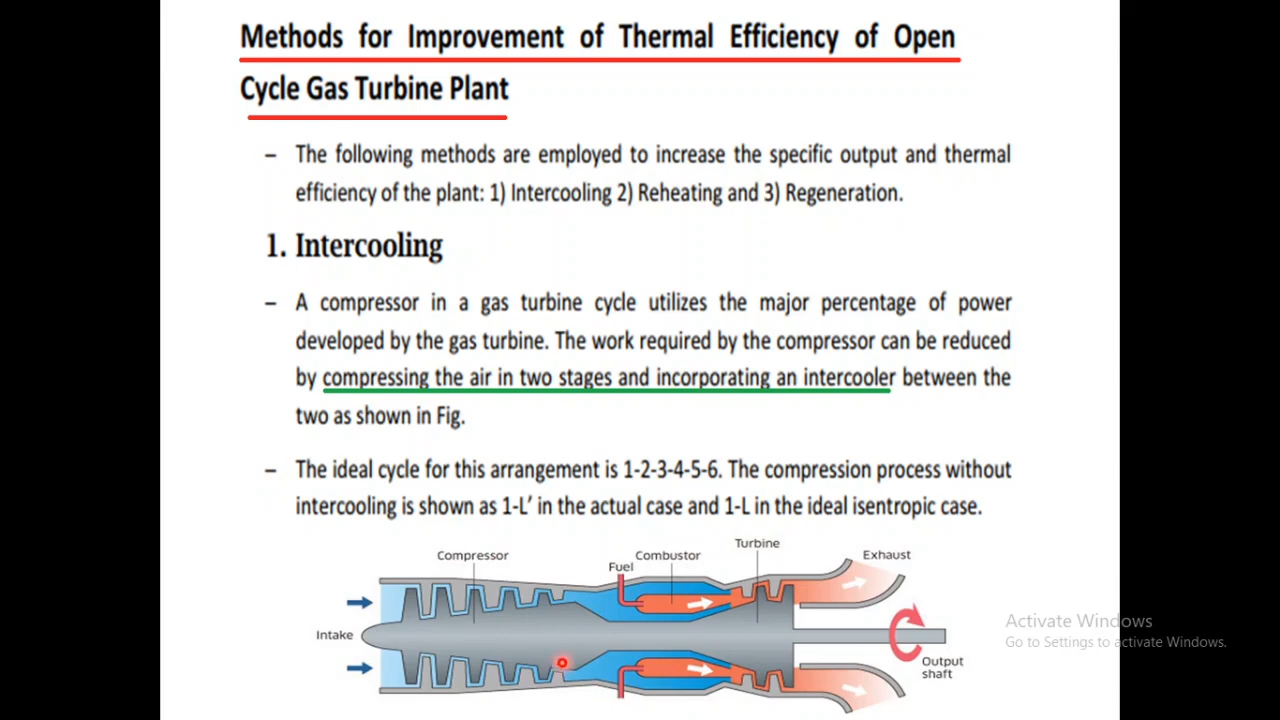 Methods for Improvement of Thermal Efficiency of Open
Cycle Gas Turbine Plant
– The following methods are employed to increase the specific output and thermal
efficiency of the plant: 1) Intercooling 2) Reheating and 3) Regeneration.
1. Intercooling
– A compressor in a gas turbine cycle utilizes the major percentage of power
developed by the gas turbine. The work required by the compressor can be reduced
by compressing the air in two stages and incorporating an intercooler between the
two as shown in Fig.
– The ideal cycle for this arrangement is 1-2-3-4-5-6. The compression process without
intercooling is shown as 1-L’ in the actual case and 1-L in the ideal isentropic case.
Turbine
Compressor
Combustor
Exhaust
Fuel
Intake
Output
shaft
Activate Windows
Go to Settings to activate Windows.